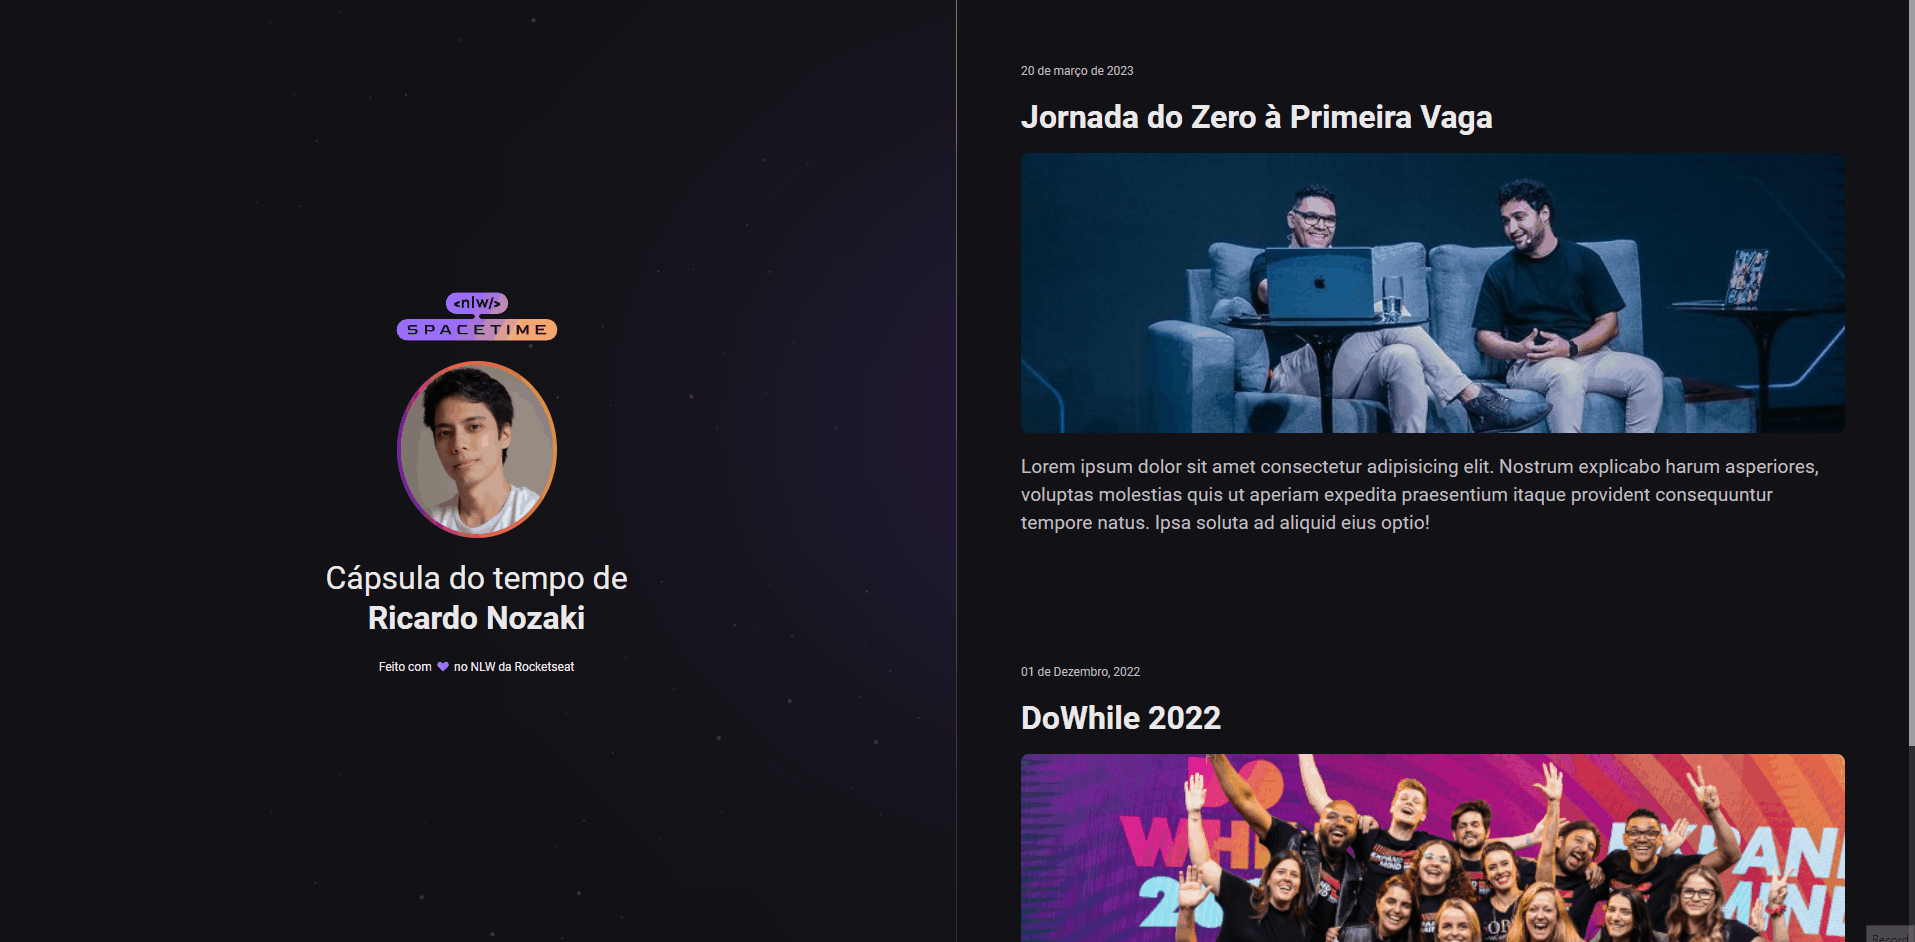 <nlw/>
SPACETIME
Cápsula do tempo de
Ricardo Nozaki
Feito com 💜 no NLW da Rocketseat
20 de março de 2023
Jornada do Zero à Primeira Vaga
Lorem ipsum dolor sit amet consectetur adipisicing elit. Nostrum explicabo harum asperiores,
voluptas molestias quis ut aperiam expedita praesentium itaque provident consequuntur
tempore natus. Ipsa soluta ad aliquid eius optio!
01 de Dezembro, 2022
DoWhile 2022
EXPAND
MIND
Record